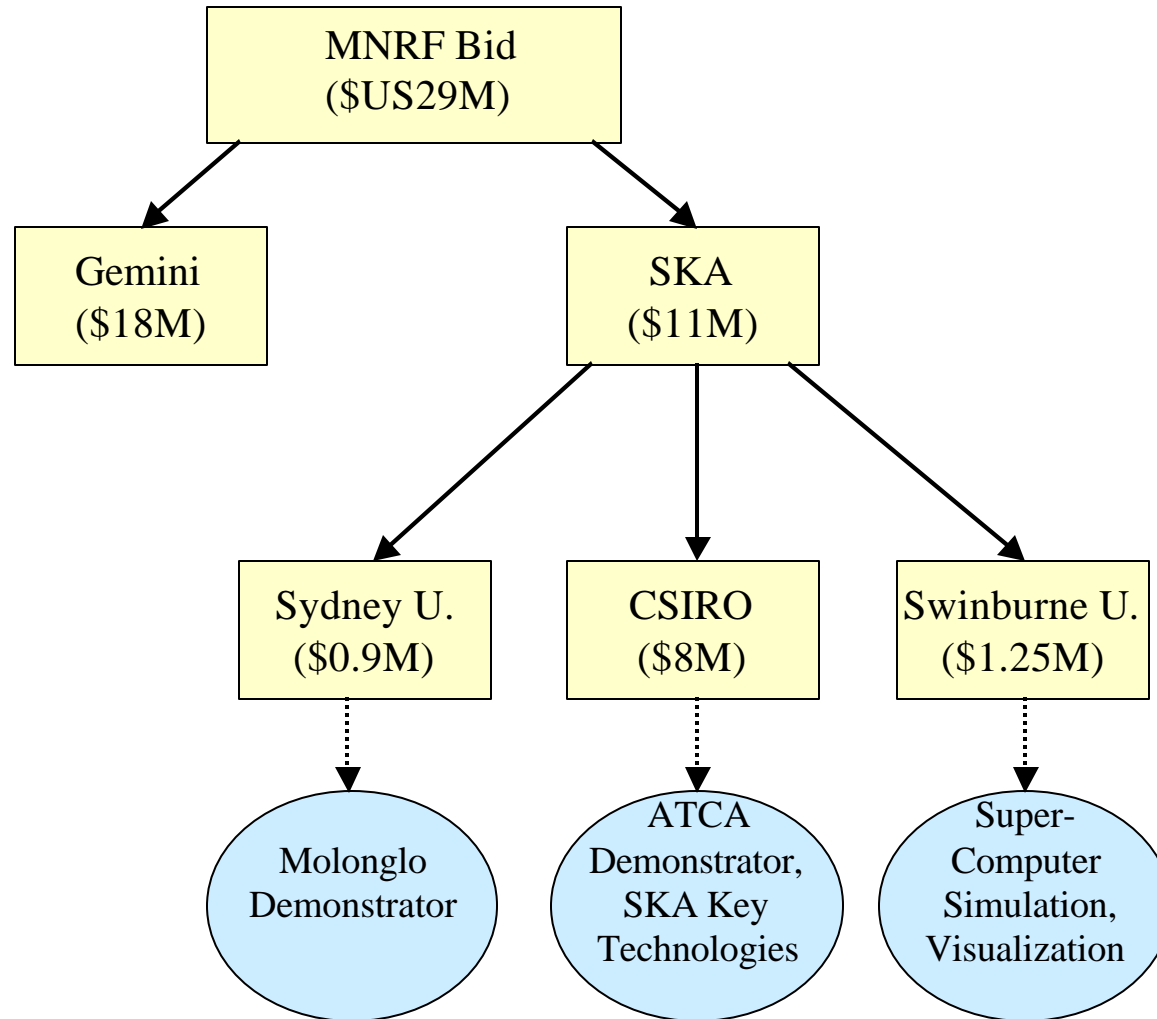 MNRF Bid
($US29M)
Gemini
($18M)
SKA
($11M)
Sydney U.
($0.9M)
CSIRO
($8M)
Swinburne U.
($1.25M)
Molonglo
Demonstrator
ATCA
Demonstrator,
SKA Key
Technologies
Super-
Computer
Simulation,
Visualization